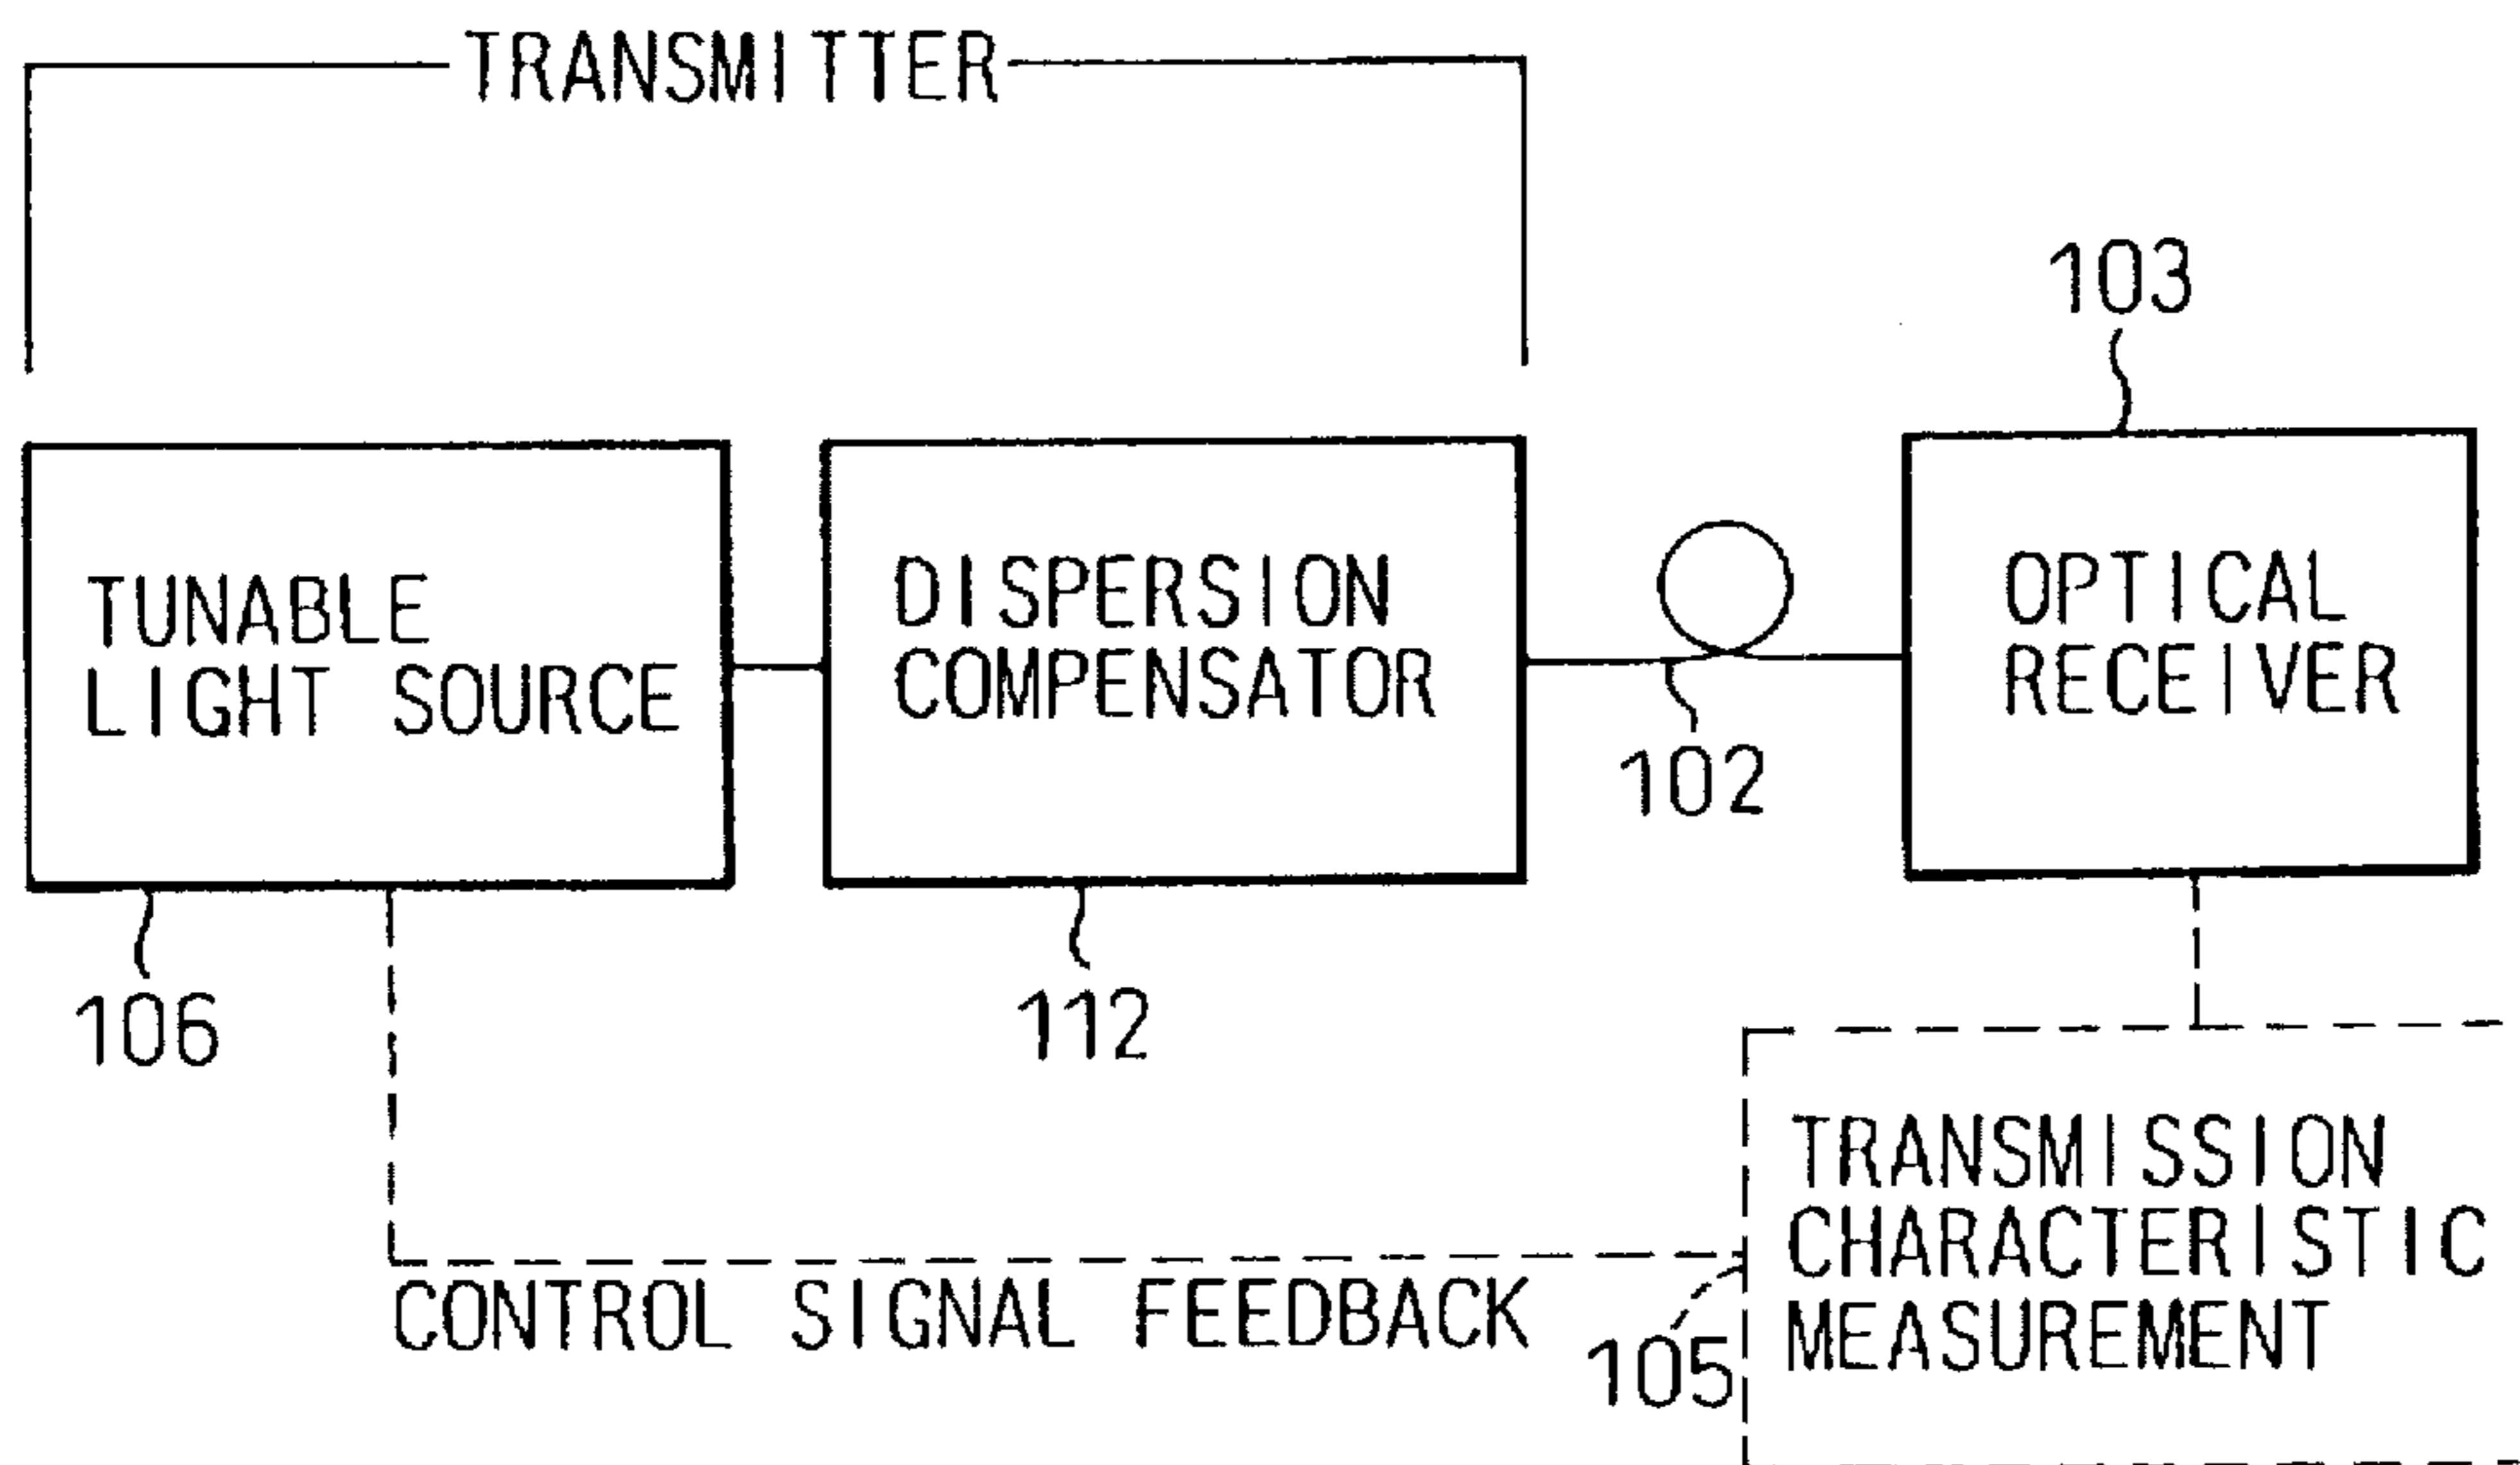 TRANSMITTER
103
TUNABLE
LIGHT SOURCE
DISPERSION
COMPENSATOR
OPTICAL
RECEIVER
102
106
112
TRANSMISSION
CHARACTERISTIC
MEASUREMENT
CONTROL SIGNAL FEEDBACK
105